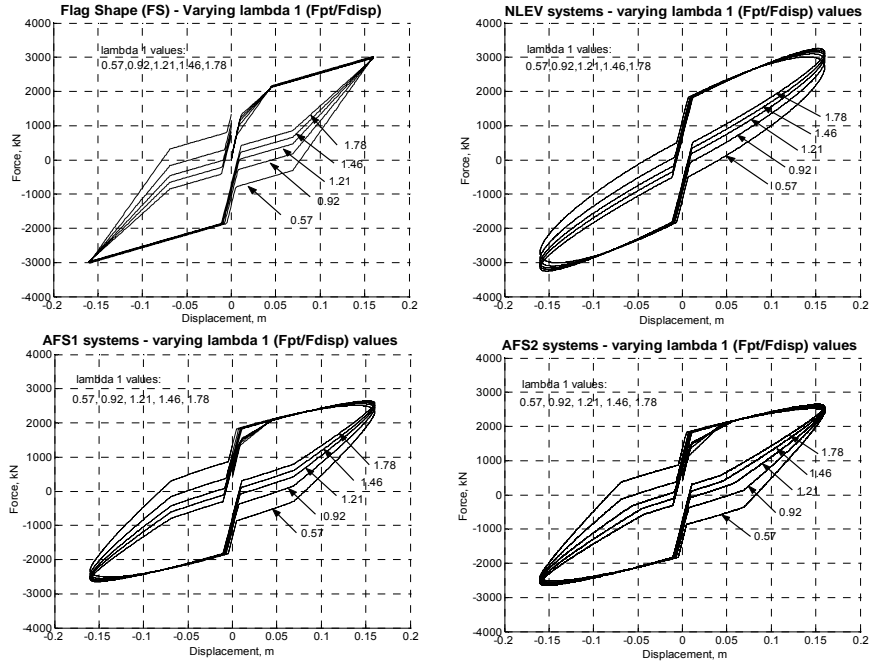 Flag Shape (FS) - Varying lambda 1 (Fpt/Fdisp)
lambda 1 values:
0.57,0.92,1.21,1.46,1.78
4000
3000
2000
1000
0
-1000
-2000
-3000
-4000
Force, kN
1.78
1.46
1.21
0.92
0.57
-0.2 -0.15 -0.1 -0.05 0 0.05 0.1 0.15 0.2
Displacement, m
NLEV systems - varying lambda 1 (Fpt/Fdisp) values
lambda 1 values:
0.57,0.92,1.21,1.46,1.78
4000
3000
2000
1000
0
-1000
-2000
-3000
-4000
Force, kN
1.78
1.46
1.21
0.92
0.57
-0.2 -0.15 -0.1 -0.05 0 0.05 0.1 0.15 0.2
Displacement, m
AFS1 systems - varying lambda 1 (Fpt/Fdisp) values
lambda 1 values:
0.57, 0.92, 1.21, 1.46, 1.78
4000
3000
2000
1000
0
-1000
-2000
-3000
-4000
Force, kN
1.78
1.46
1.21
0.92
0.57
-0.2 -0.15 -0.1 -0.05 0 0.05 0.1 0.15 0.2
Displacement, m
AFS2 systems - varying lambda 1 (Fpt/Fdisp) values
lambda 1 values:
0.57, 0.92, 1.21, 1.46, 1.78
4000
3000
2000
1000
0
-1000
-2000
-3000
-4000
Force, kN
1.78
1.46
1.21
0.92
0.57
-0.2 -0.15 -0.1 -0.05 0 0.05 0.1 0.15 0.2
Displacement, m